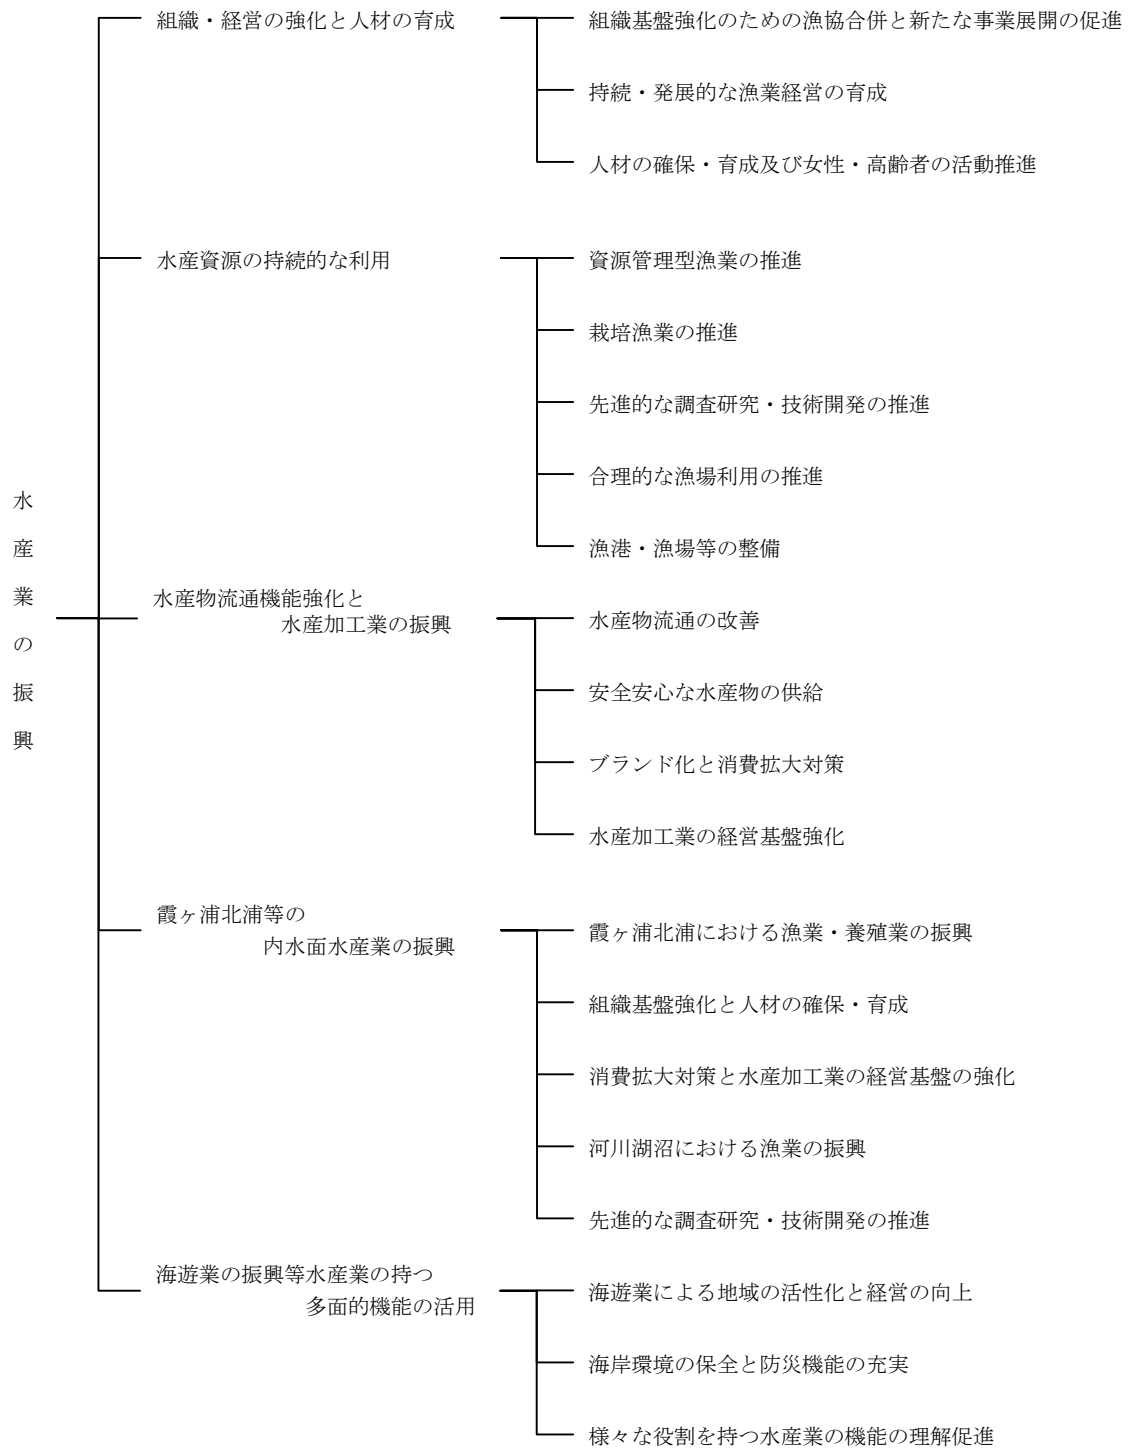 水産業の振興
組織・経営の強化と人材の育成
組織基盤強化のための漁協合併と新たな事業展開の促進
持続・発展的な漁業経営の育成
人材の確保・育成及び女性・高齢者の活動推進
水産資源の持続的な利用
資源管理型漁業の推進
栽培漁業の推進
先進的な調査研究・技術開発の推進
合理的な漁場利用の推進
漁港・漁場等の整備
水産物流通機能強化と
水産加工業の振興
水産物流通の改善
安全安心な水産物の供給
ブランド化と消費拡大対策
水産加工業の経営基盤強化
霞ヶ浦北浦等の
内水面水産業の振興
霞ヶ浦北浦における漁業・養殖業の振興
組織基盤強化と人材の確保・育成
消費拡大対策と水産加工業の経営基盤の強化
河川湖沼における漁業の振興
先進的な調査研究・技術開発の推進
海遊業の振興等水産業の持つ
多面的機能の活用
海遊業による地域の活性化と経営の向上
海岸環境の保全と防災機能の充実
様々な役割を持つ水産業の機能の理解促進